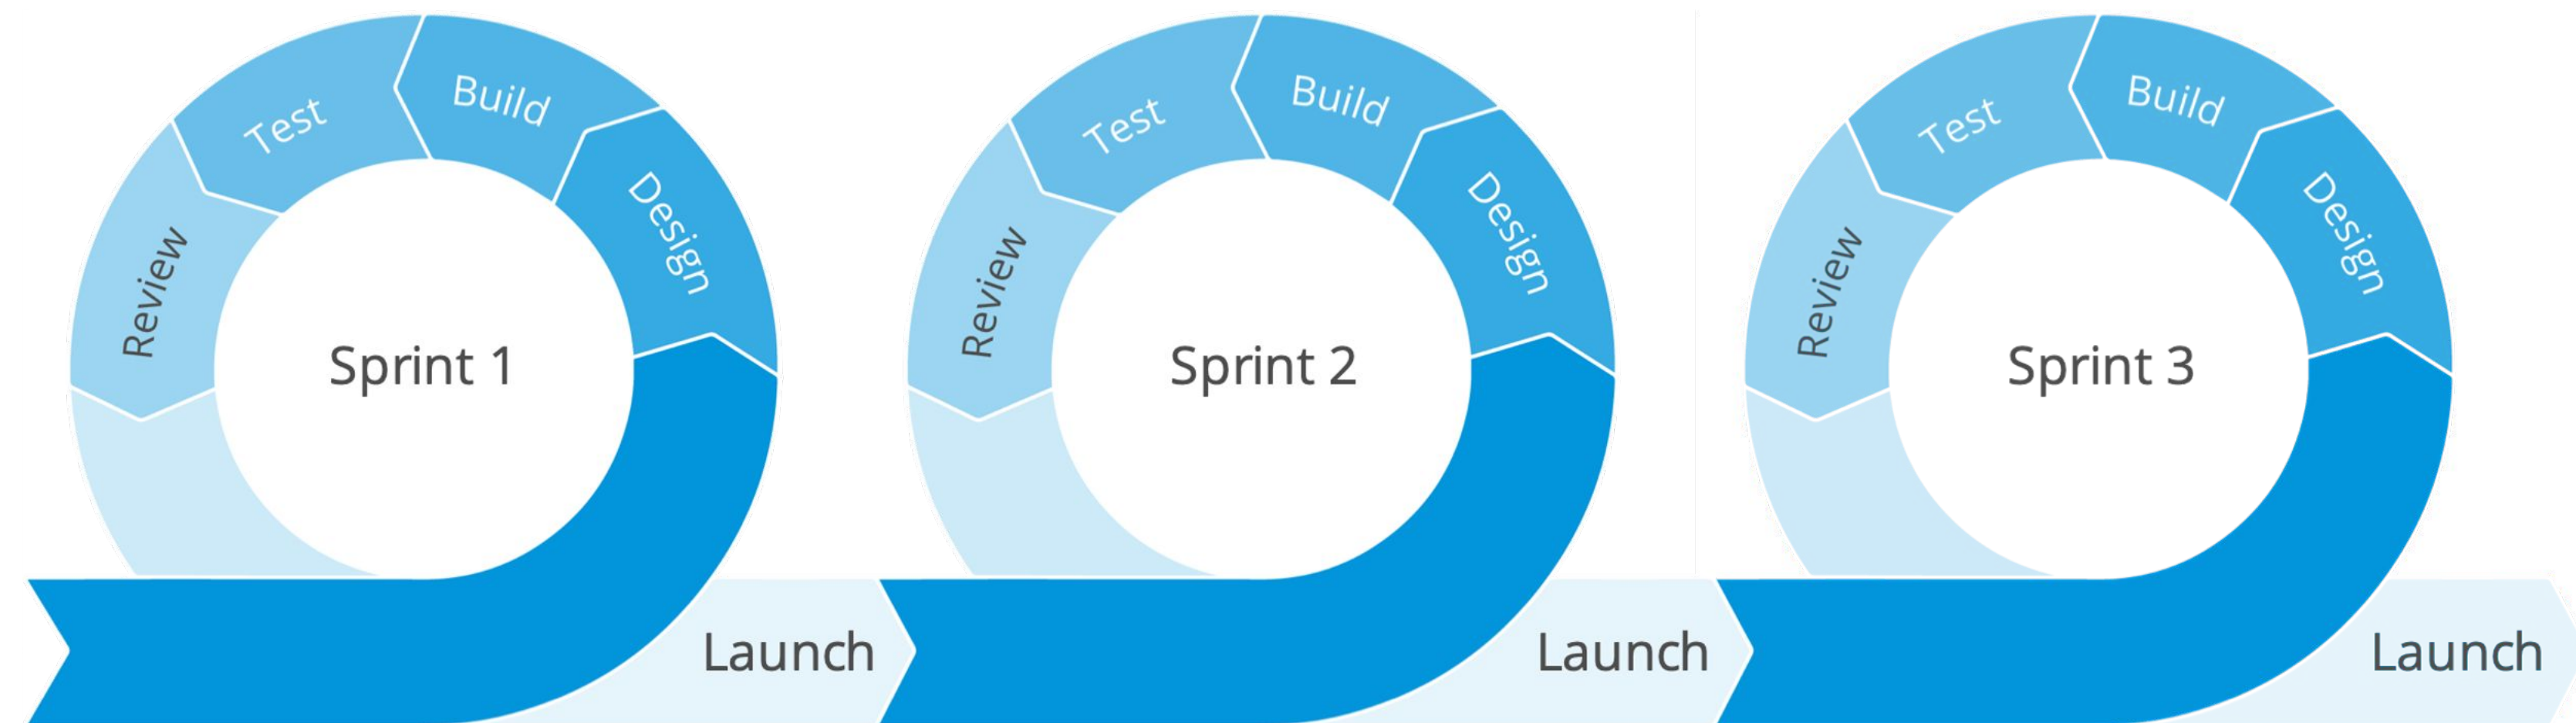 Test
Build
Design
Review
Sprint 1
Launch
Test
Build
Design
Review
Sprint 2
Launch
Test
Build
Design
Review
Sprint 3
Launch